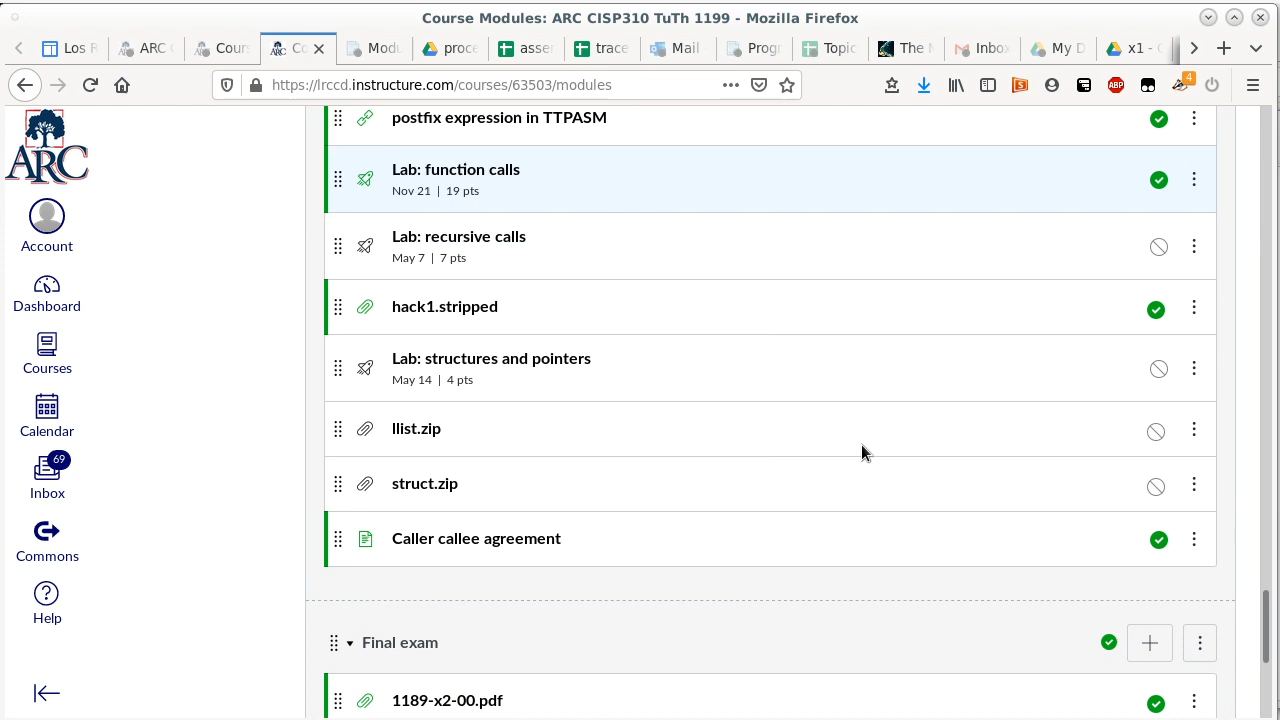 Course Modules: ARC CISP310 TuTh 1199 - Mozilla Firefox
Los R
ARC
Cour
Co
Modu
proce
asse
trace
Mail
Progr
Topic
The
Inbox
My D
x1 -
https://lrccd.instructure.com/courses/63503/modules
S
ABP
4
ARC
Account
Dashboard
Courses
Calendar
69
Inbox
Commons
Help
postfix expression in TTPASM
Lab: function calls
Nov 21 | 19 pts
Lab: recursive calls
May 7 | 7 pts
hack1.stripped
Lab: structures and pointers
May 14 | 4 pts
llist.zip
struct.zip
Caller callee agreement
Final exam
1189-x2-00.pdf